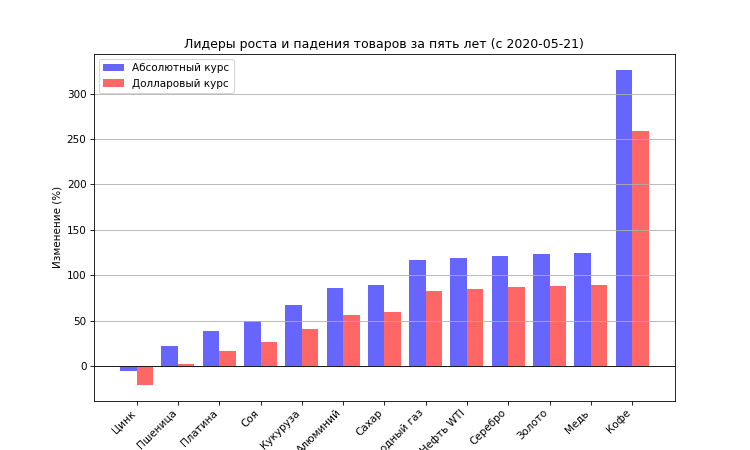 Лидеры роста и падения товаров за пять лет (с 2020-05-21)
Абсолютный курс
Долларовый курс
Изменение (%)
300
250
200
150
100
50
0
Цинк
Пшеница
Платина
Соя
Кукуруза
Алюминий
Сахар
одный газ
Нефть WTI
Серебро
Золото
Медь
Кофе